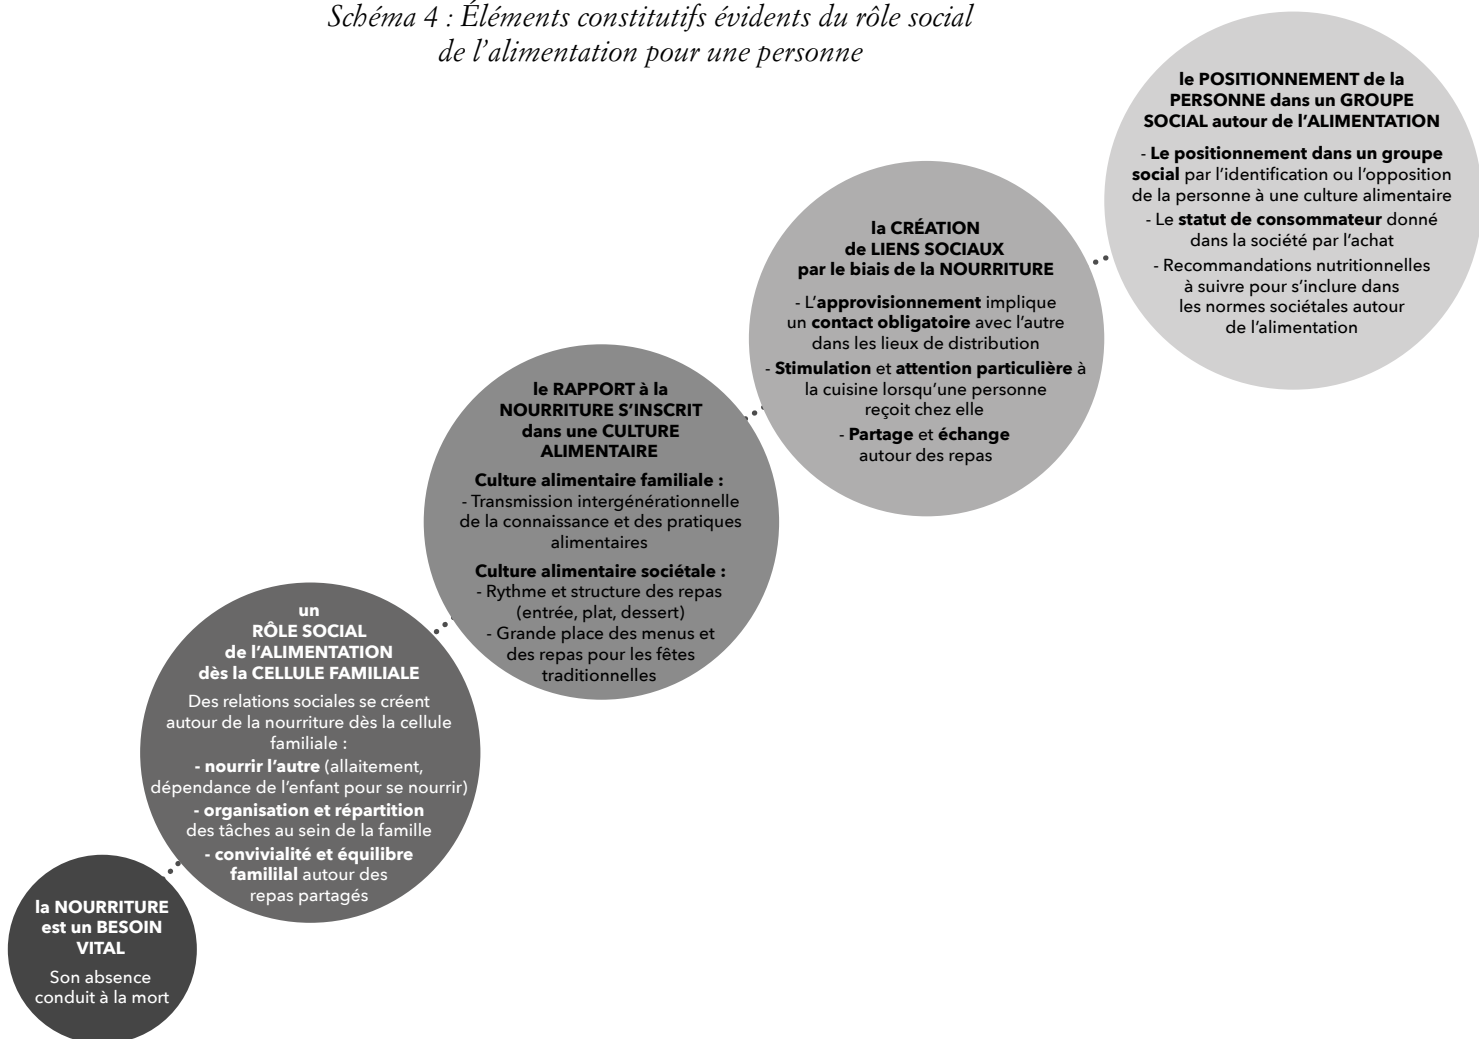 Schéma 4 : Éléments constitutifs évidents du rôle social
de l’alimentation pour une personne
la NOURRITURE
est un BESOIN
VITAL
Son absence
conduit à la mort
un
RÔLE SOCIAL
de l’ALIMENTATION
dès la CELLULE FAMILIALE
Des relations sociales se créent
autour de la nourriture dès la cellule
familiale :
- nourrir l’autre (allaitement,
dépendance de l’enfant pour se nourrir)
- organisation et répartition
des tâches au sein de la famille
- convivialité et équilibre
famililal autour des
repas partagés
le RAPPORT à la
NOURRITURE S’INSCRIT
dans une CULTURE
ALIMENTAIRE
Culture alimentaire familiale :
- Transmission intergénérationnelle
de la connaissance et des pratiques
alimentaires
Culture alimentaire sociétale :
- Rythme et structure des repas
(entrée, plat, dessert)
- Grande place des menus et
des repas pour les fêtes
traditionnelles
la CRÉATION
de LIENS SOCIAUX
par le biais de la NOURRITURE
- L’approvisionnement implique
un contact obligatoire avec l’autre
dans les lieux de distribution
- Stimulation et attention particulière à
la cuisine lorsqu’une personne
reçoit chez elle
- Partage et échange
autour des repas
le POSITIONNEMENT de la
PERSONNE dans un GROUPE
SOCIAL autour de l’ALIMENTATION
- Le positionnement dans un groupe
social par l’identification ou l’opposition
de la personne à une culture alimentaire
- Le statut de consommateur donné
dans la société par l’achat
- Recommandations nutritionnelles
à suivre pour s’inclure dans
les normes sociétales autour
de l’alimentation